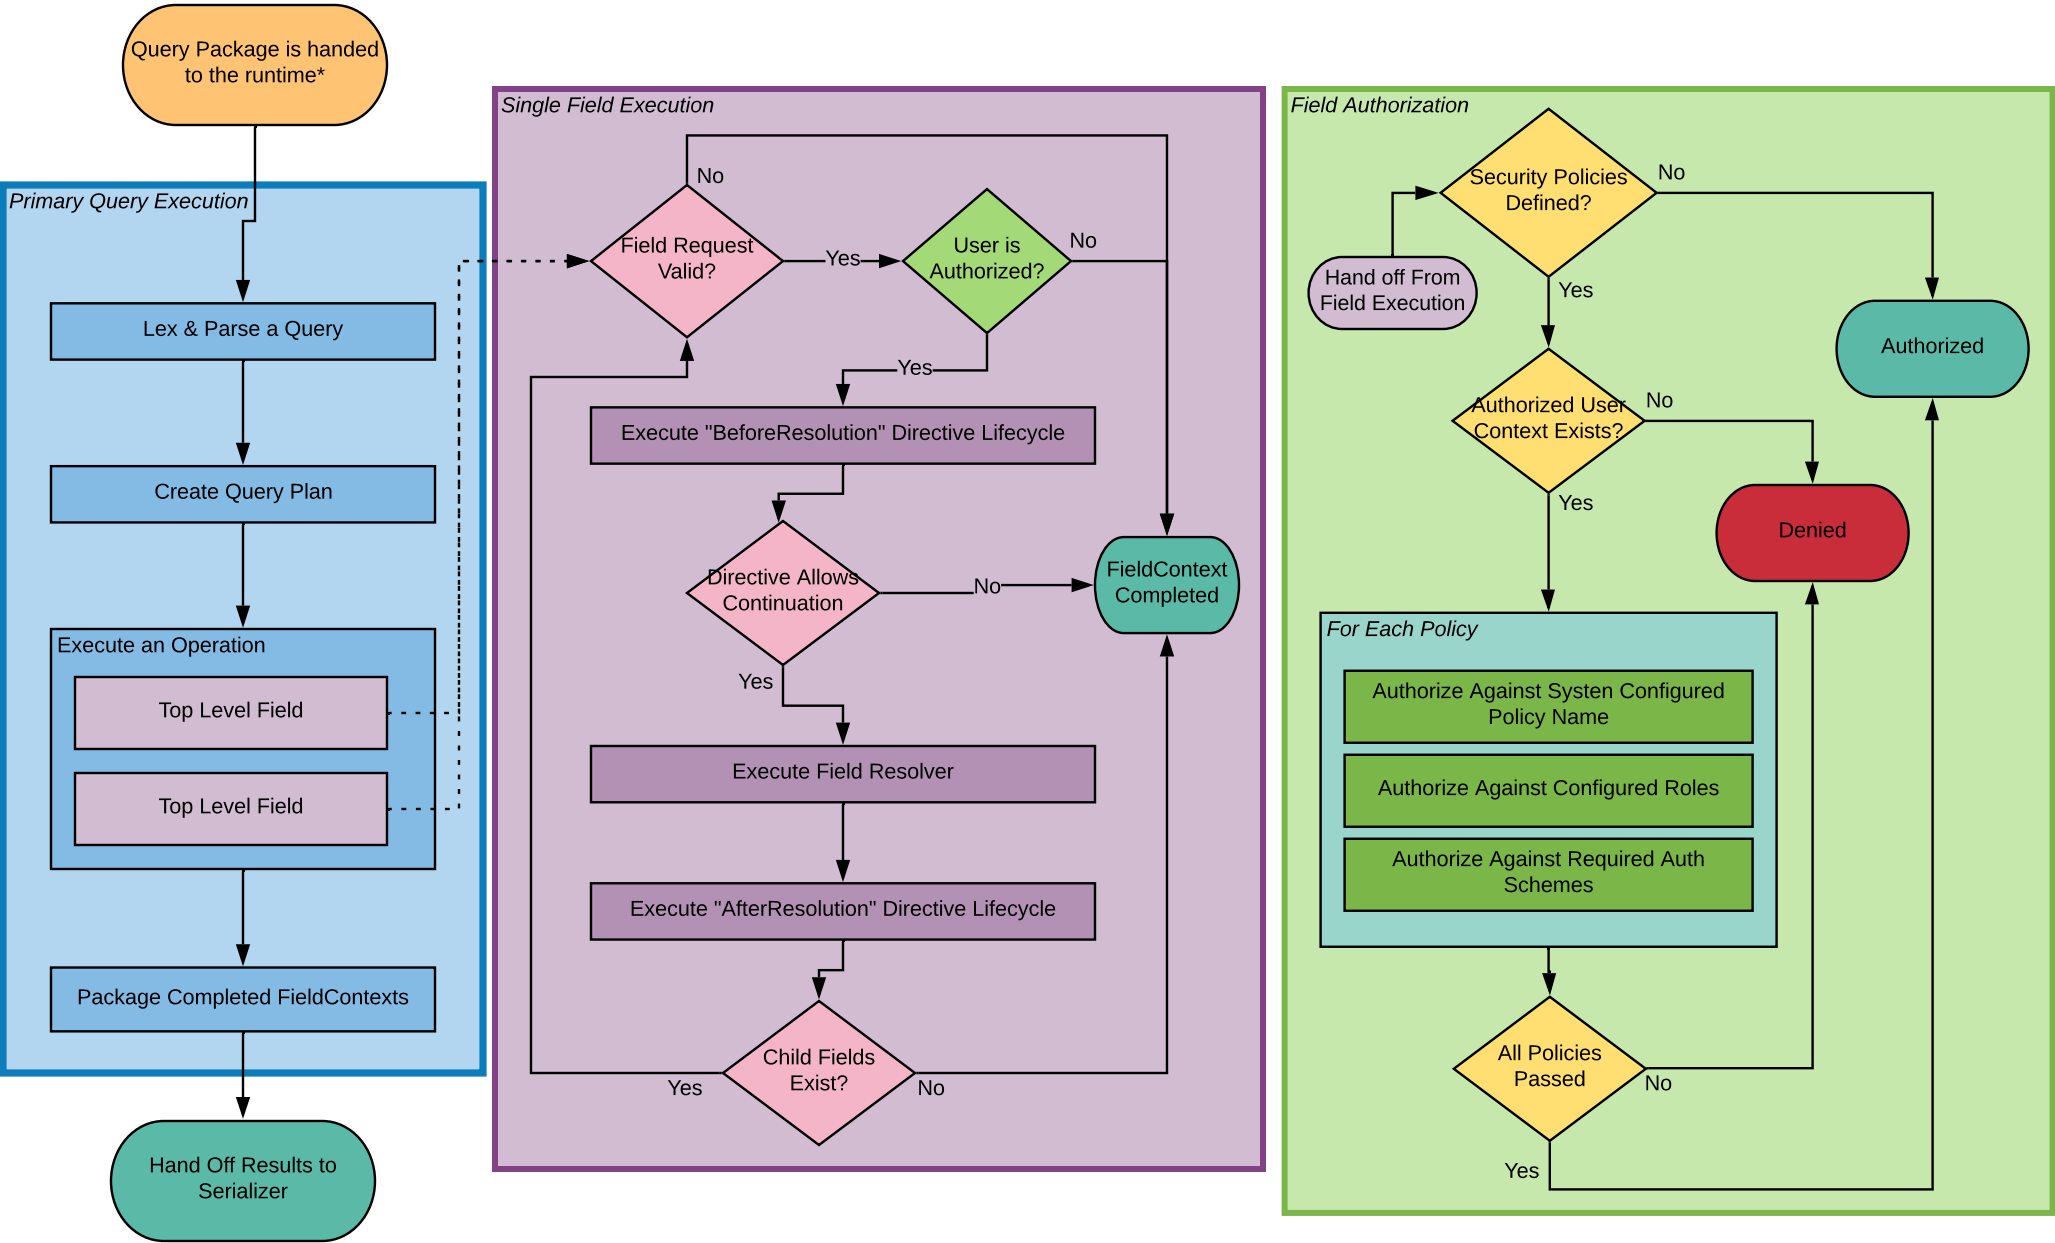 Query Package is handed
to the runtime*
Primary Query Execution
Lex & Parse a Query
Create Query Plan
Execute an Operation
Top Level Field
Top Level Field
Package Completed FieldContexts
Hand Off Results to
Serializer
Single Field Execution
No
Field Request
Valid?
Yes
User is
Authorized?
No
Yes
Execute "BeforeResolution" Directive Lifecycle
Directive Allows
Continuation
No
FieldContext
Completed
Yes
Execute Field Resolver
Execute "AfterResolution" Directive Lifecycle
Child Fields
Exist?
Yes
No
Field Authorization
Security Policies
Defined?
No
Hand off From
Field Execution
Yes
Authorized
Authorized User
Context Exists?
No
Yes
Denied
For Each Policy
Authorize Against Systen Configured
Policy Name
Authorize Against Configured Roles
Authorize Against Required Auth
Schemes
All Policies
Passed
No
Yes